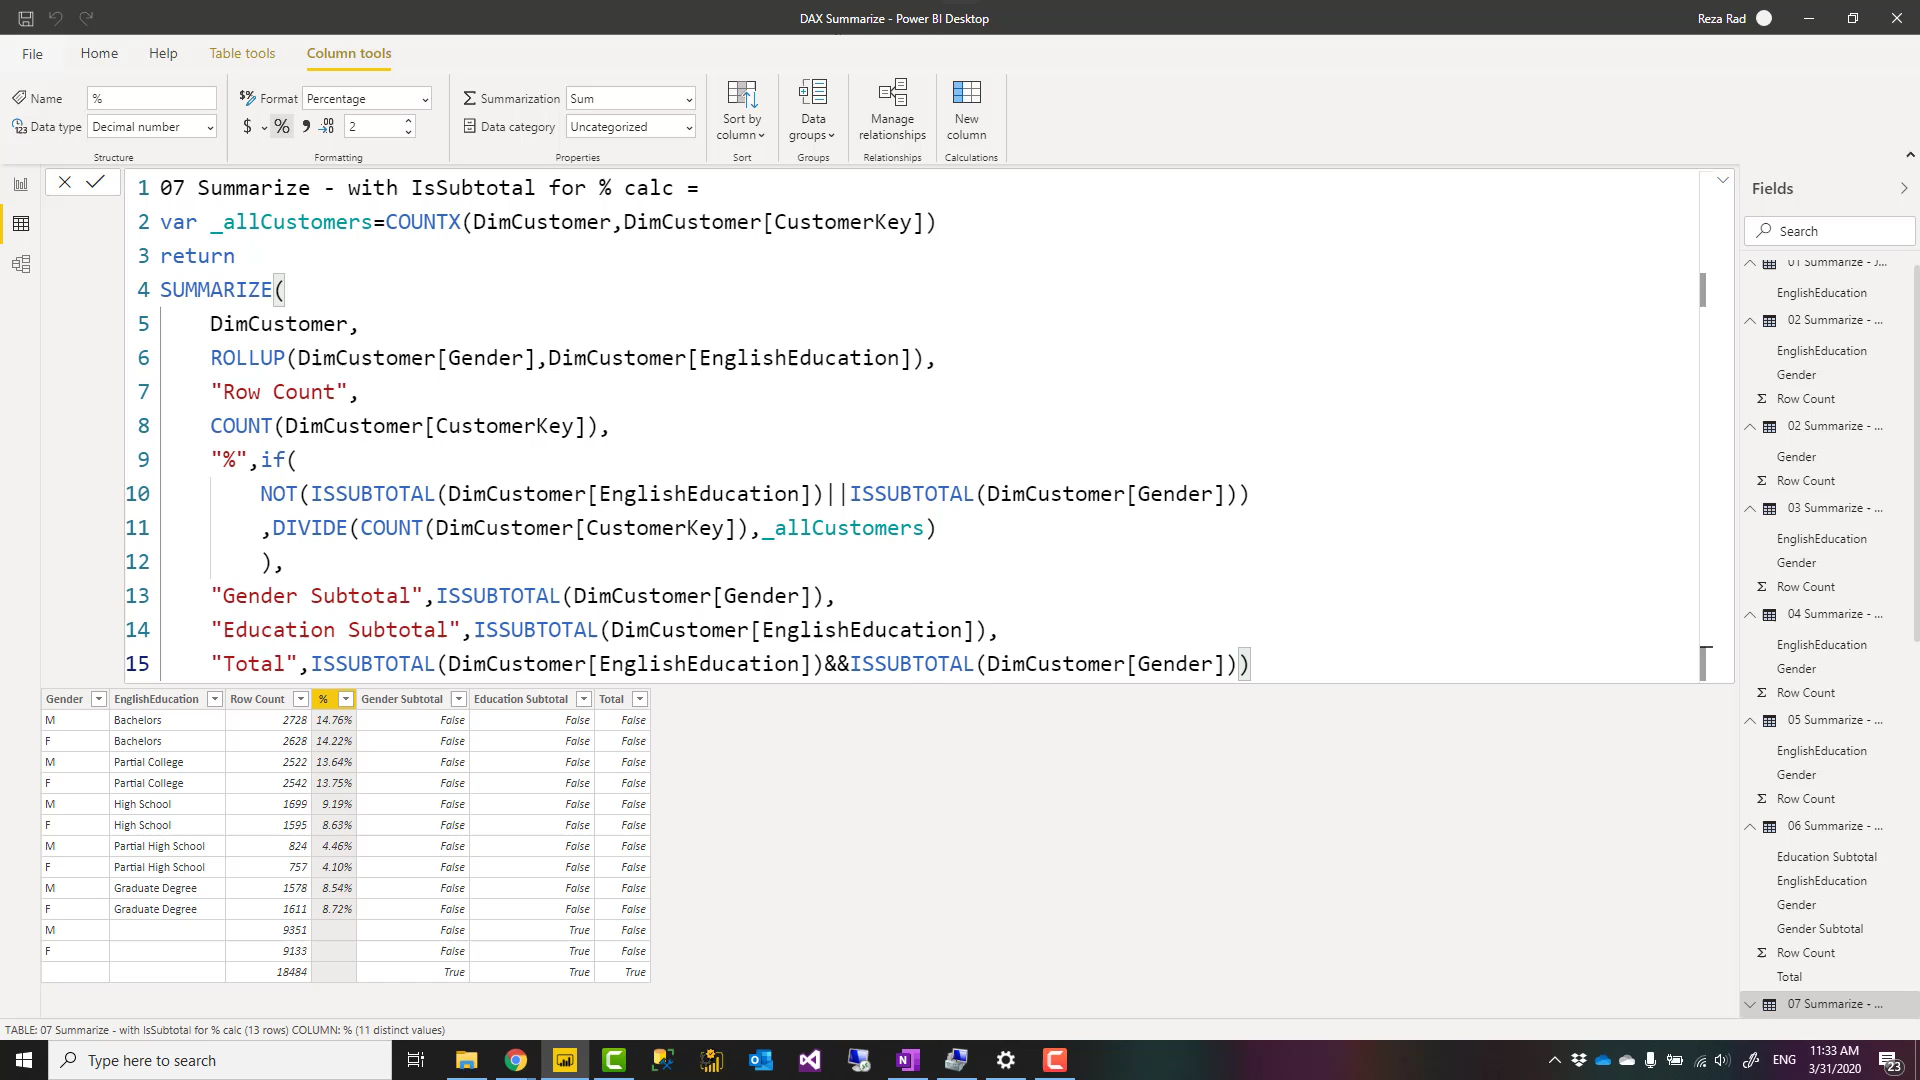 DAX Summarize - Power BI Desktop
Reza Rad
File
Home
Help
Table tools
Column tools
Name
%
Data type
Decimal number
Structure
Format
Percentage
$
%
2
Formatting
Summarization
Sum
Data category
Uncategorized
Properties
Sort by
column
Sort
Data
groups
Groups
Manage
relationships
Relationships
New
column
Calculations
1 07 Summarize - with IsSubtotal for % calc =
2 var _allCustomers=COUNTX(DimCustomer,DimCustomer[CustomerKey])
3 return
4 SUMMARIZE(
5 DimCustomer,
6 ROLLUP(DimCustomer[Gender],DimCustomer[EnglishEducation]),
7 "Row Count",
8 COUNT(DimCustomer[CustomerKey]),
9 "%",if(
10 NOT(ISSUBTOTAL(DimCustomer[EnglishEducation])||ISSUBTOTAL(DimCustomer[Gender]))
11 ,DIVIDE(COUNT(DimCustomer[CustomerKey]),_allCustomers)
12 ),
13 "Gender Subtotal",ISSUBTOTAL(DimCustomer[Gender]),
14 "Education Subtotal",ISSUBTOTAL(DimCustomer[EnglishEducation]),
15 "Total",ISSUBTOTAL(DimCustomer[EnglishEducation])&&ISSUBTOTAL(DimCustomer[Gender]))
Gender EnglishEducation Row Count % Gender Subtotal Education Subtotal Total
M Bachelors 2728 14.76% False False False
F Bachelors 2628 14.22% False False False
M Partial College 2522 13.64% False False False
F Partial College 2542 13.75% False False False
M High School 1699 9.19% False False False
F High School 1595 8.63% False False False
M Partial High School 824 4.46% False False False
F Partial High School 757 4.10% False False False
M Graduate Degree 1578 8.54% False False False
F Graduate Degree 1611 8.72% False False False
M 9351 False True False
F 9133 False True False
18484 True True True
Fields
Search
01 Summarize - J...
EnglishEducation
02 Summarize - ...
EnglishEducation
Gender
Row Count
02 Summarize - ...
Gender
Row Count
03 Summarize - ...
EnglishEducation
Gender
Row Count
04 Summarize - ...
EnglishEducation
Gender
Row Count
05 Summarize - ...
EnglishEducation
Gender
Row Count
06 Summarize - ...
Education Subtotal
EnglishEducation
Gender
Gender Subtotal
Row Count
Total
07 Summarize - ...
TABLE: 07 Summarize - with IsSubtotal for % calc (13 rows) COLUMN: % (11 distinct values)
Type here to search
ENG
11:33 AM
3/31/2020
23